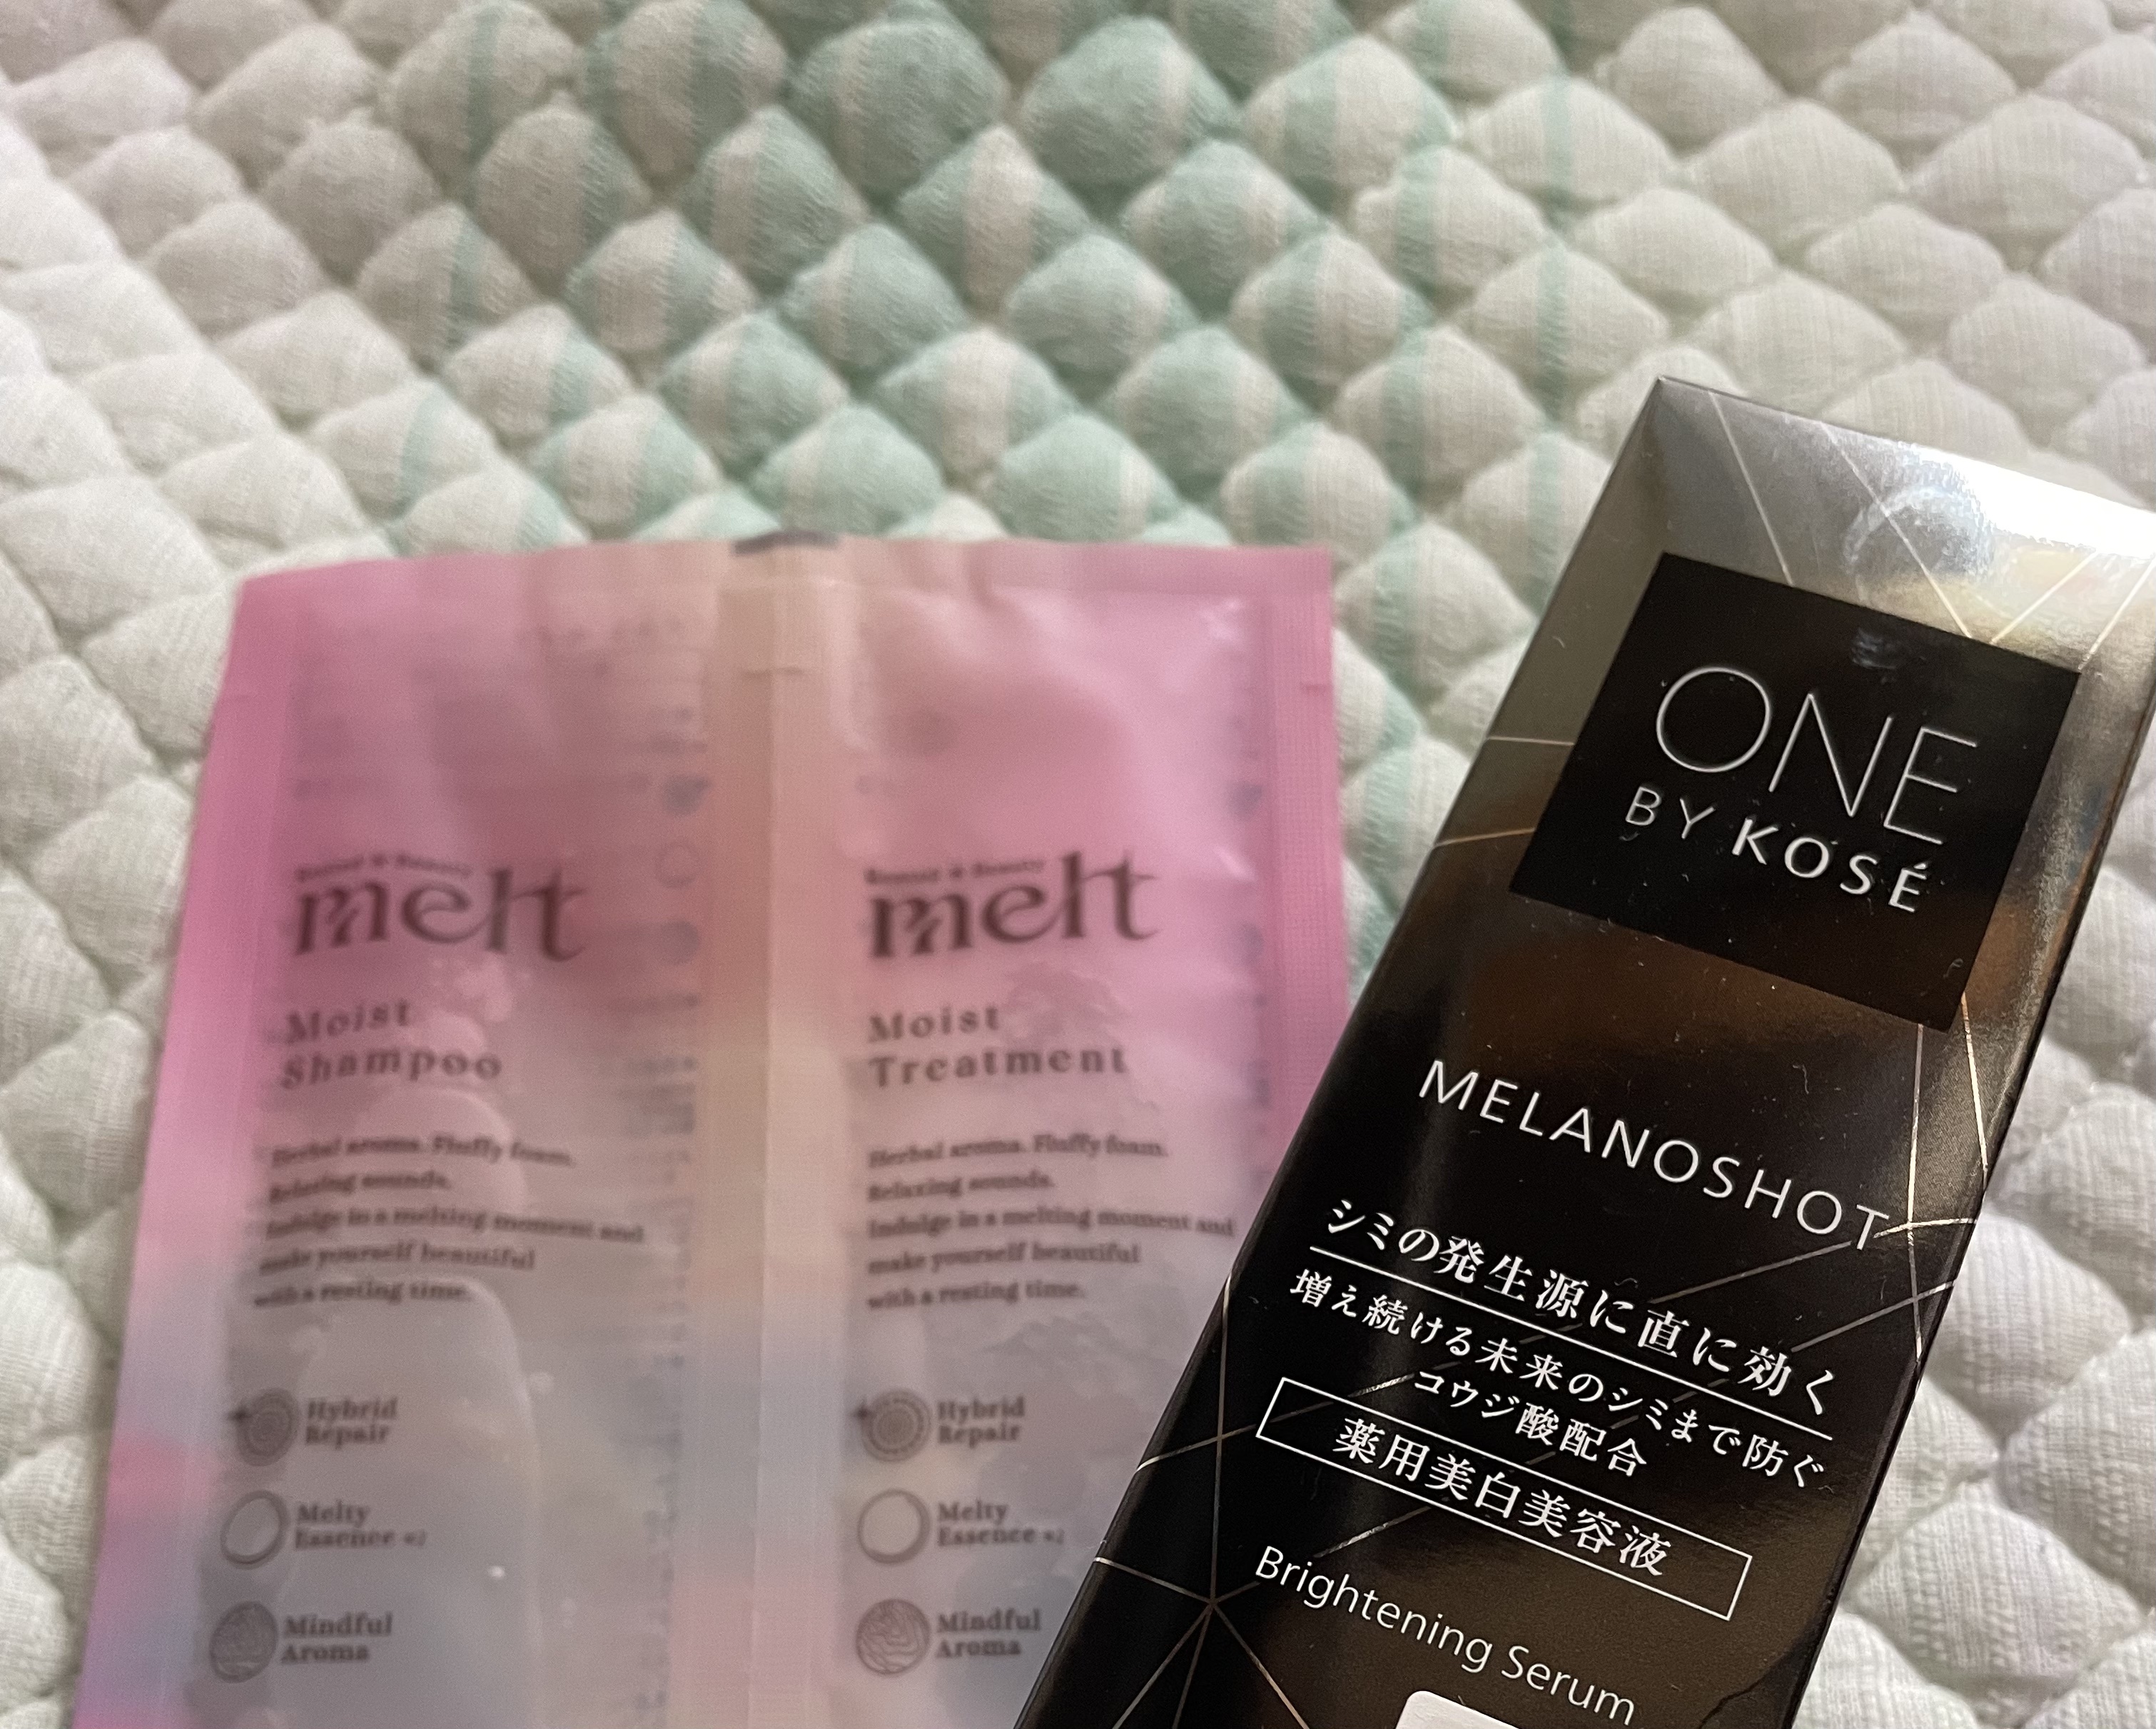 melt
Moist
Shampoo
Herbal aroma. Fluffy foam.
Relaxing sounds.
Indulge in a melting moment and
make yourself beautiful
with a resting time.
Hybrid
Repair
Melty
Essence *2
Mindful
Aroma
melt
Moist
Treatment
Herbal aroma. Fluffy foam.
Relaxing sounds.
Indulge in a melting moment and
make yourself beautiful
with a resting time.
Hybrid
Repair
Melty
Essence *2
Mindful
Aroma
ONE
BY KOSÉ
MELANOSHOT
シミの発生源に直に効く
増え続ける未来のシミまで防ぐ
コウジ酸配合
薬用美白美容液
Brightening Serum